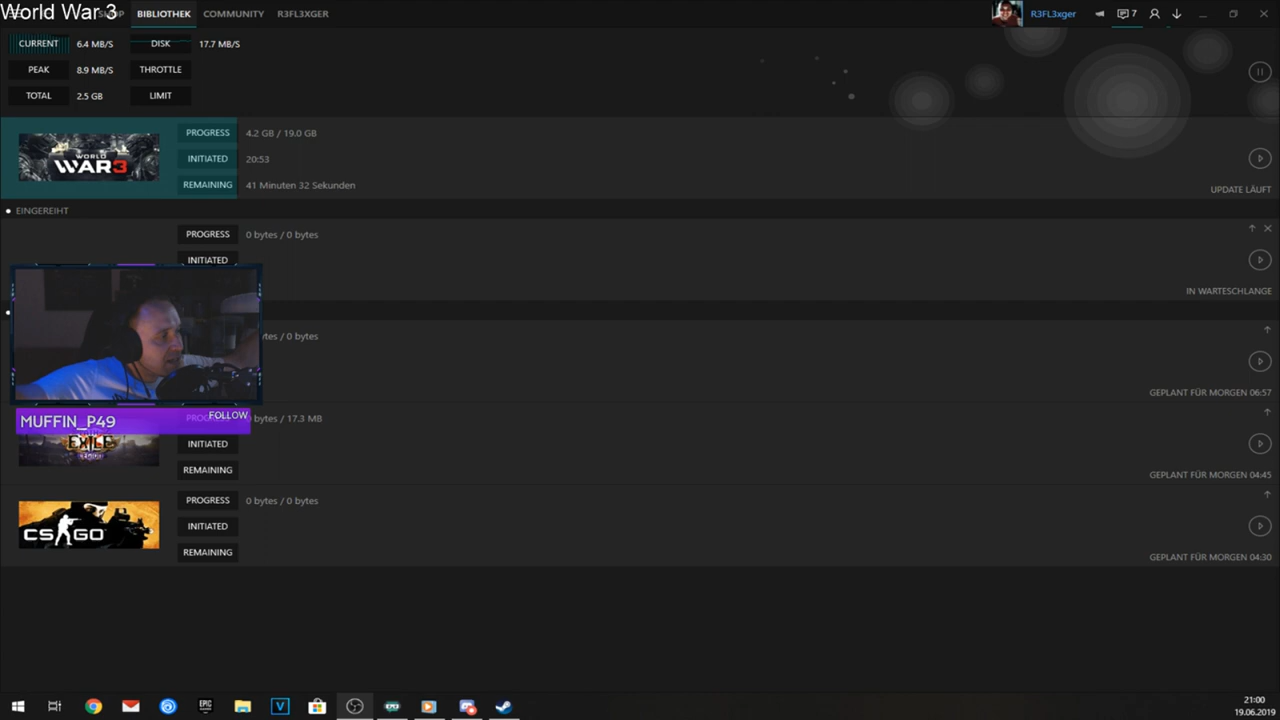 World War 3
BIBLIOTHEK
COMMUNITY
R3FL3XGER
R3FL3xger
7
CURRENT 6.4 MB/S DISK 17.7 MB/S
PEAK 8.9 MB/S THROTTLE
TOTAL 2.5 GB LIMIT
WORLD WAR3
PROGRESS 4.2 GB / 19.0 GB
INITIATED 20:53
REMAINING 41 Minuten 32 Sekunden
UPDATE LÄUFT
EINGEREIHT
PROGRESS 0 bytes / 0 bytes
INITIATED
IN WARTESCHLANGE
/ 0 bytes
GEPLANT FÜR MORGEN 06:57
MUFFIN_P49 FOLLOW
bytes / 17.3 MB
EXILE
INITIATED
REMAINING
GEPLANT FÜR MORGEN 04:45
CS GO
PROGRESS 0 bytes / 0 bytes
INITIATED
REMAINING
GEPLANT FÜR MORGEN 04:30
EPIC
V
21:00
19.06.2019